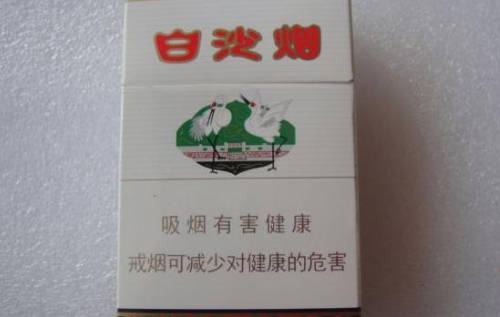 白沙烟
吸烟有害健康
戒烟可减少对健康的危害